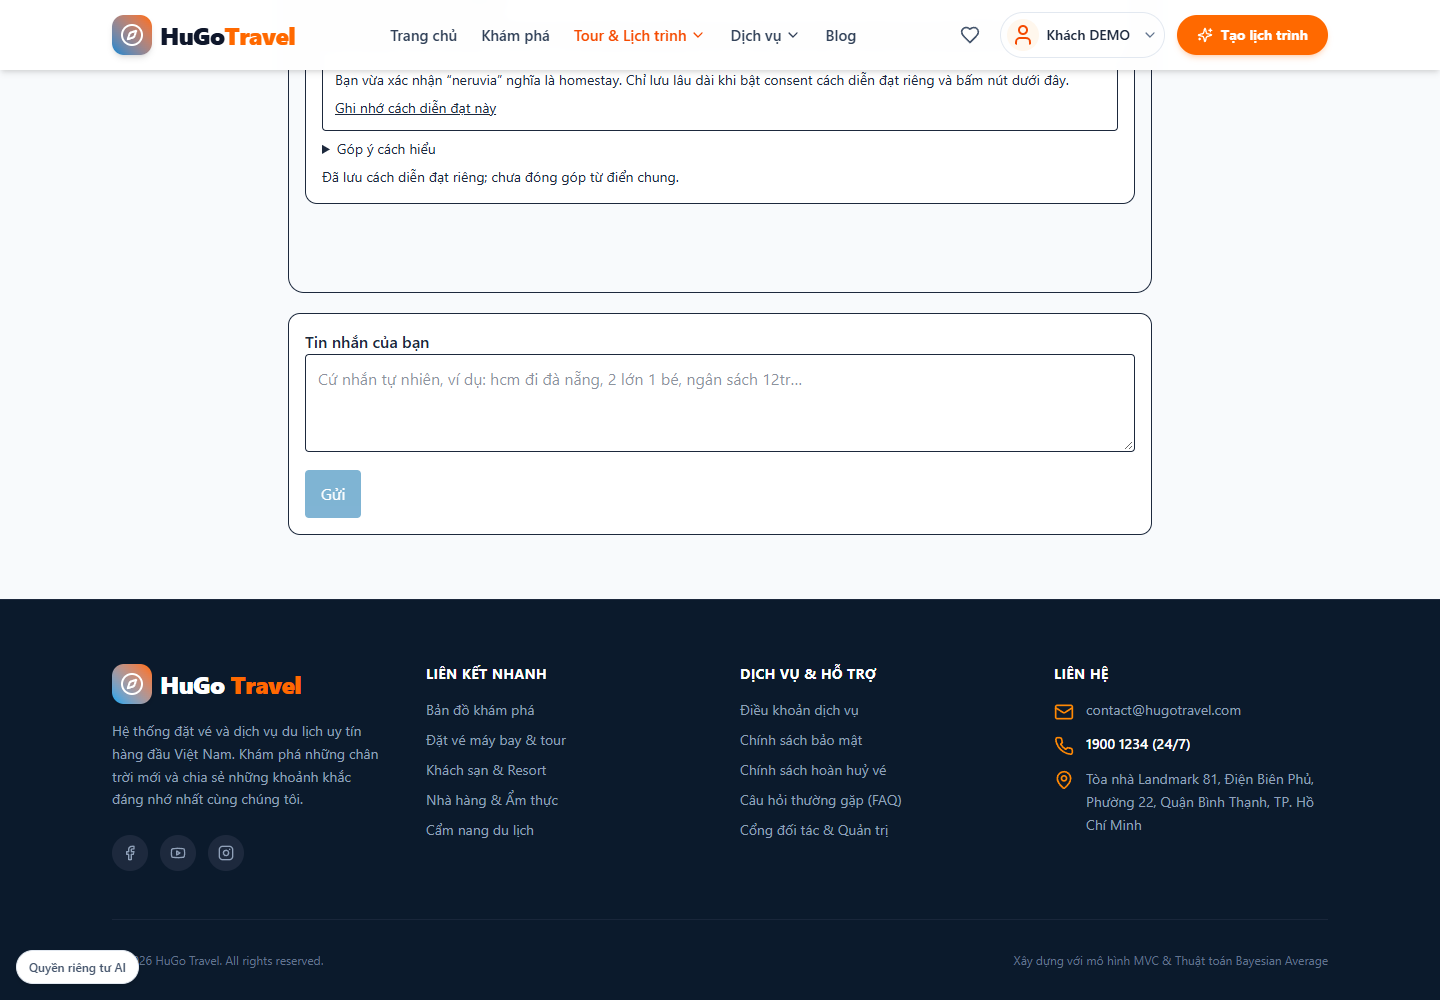 HuGoTravel
Trang chủ
Khám phá
Tour & Lịch trình
Dịch vụ
Blog
Khách DEMO
Tạo lịch trình
Bạn vừa xác nhận “neruvia” nghĩa là homestay. Chỉ lưu lâu dài khi bật consent cách diễn đạt riêng và bấm nút dưới đây.
Ghi nhớ cách diễn đạt này
Góp ý cách hiểu
Đã lưu cách diễn đạt riêng; chưa đóng góp từ điển chung.
Tin nhắn của bạn
Cứ nhắn tự nhiên, ví dụ: hcm đi đà nẵng, 2 lớn 1 bé, ngân sách 12tr...
Gửi
HuGo Travel
Hệ thống đặt vé và dịch vụ du lịch uy tín
hàng đầu Việt Nam. Khám phá những chân
trời mới và chia sẻ những khoảnh khắc
đáng nhớ nhất cùng chúng tôi.
LIÊN KẾT NHANH
Bản đồ khám phá
Đặt vé máy bay & tour
Khách sạn & Resort
Nhà hàng & Ẩm thực
Cẩm nang du lịch
DỊCH VỤ & HỖ TRỢ
Điều khoản dịch vụ
Chính sách bảo mật
Chính sách hoàn huỷ vé
Câu hỏi thường gặp (FAQ)
Cổng đối tác & Quản trị
LIÊN HỆ
contact@hugotravel.com
1900 1234 (24/7)
Tòa nhà Landmark 81, Điện Biên Phủ,
Phường 22, Quận Bình Thạnh, TP. Hồ
Chí Minh
Quyền riêng tư AI
26 HuGo Travel. All rights reserved.
Xây dựng với mô hình MVC & Thuật toán Bayesian Average